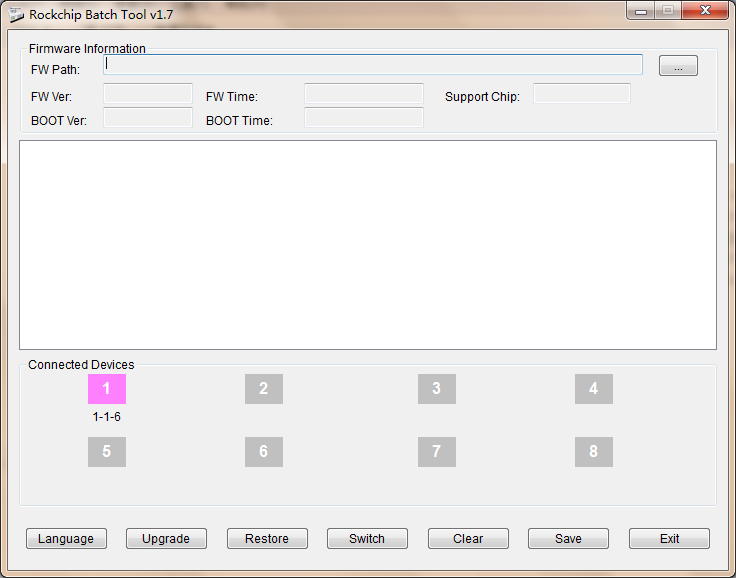 Rockchip Batch Tool v1.7
Firmware Information
FW Path:
...
FW Ver:
FW Time:
Support Chip:
BOOT Ver:
BOOT Time:
Connected Devices
1 2 3 4
1-1-6
5 6 7 8
Language Upgrade Restore Switch Clear Save Exit